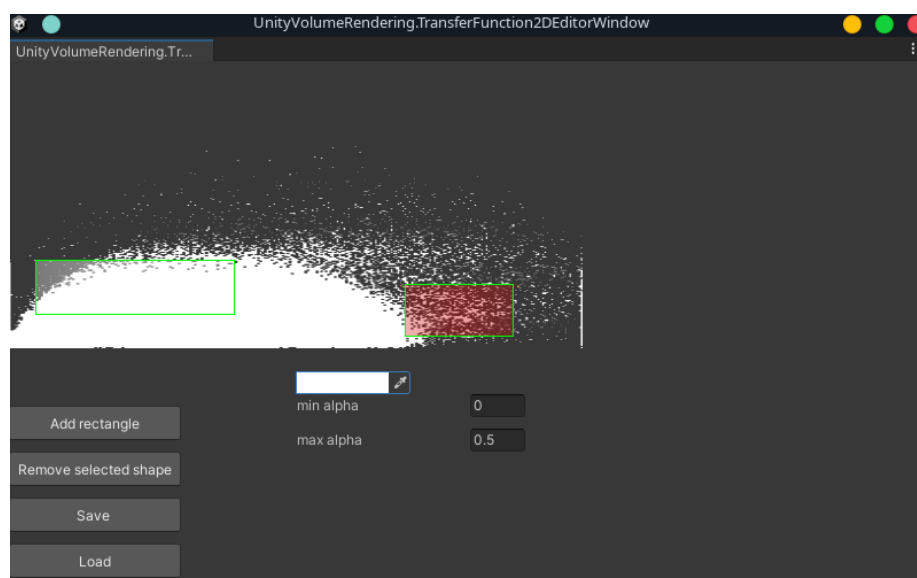 UnityVolumeRendering.TransferFunction2DEditorWindow
UnityVolumeRendering.Tr...
min alpha 0
Add rectangle
max alpha 0.5
Remove selected shape
Save
Load